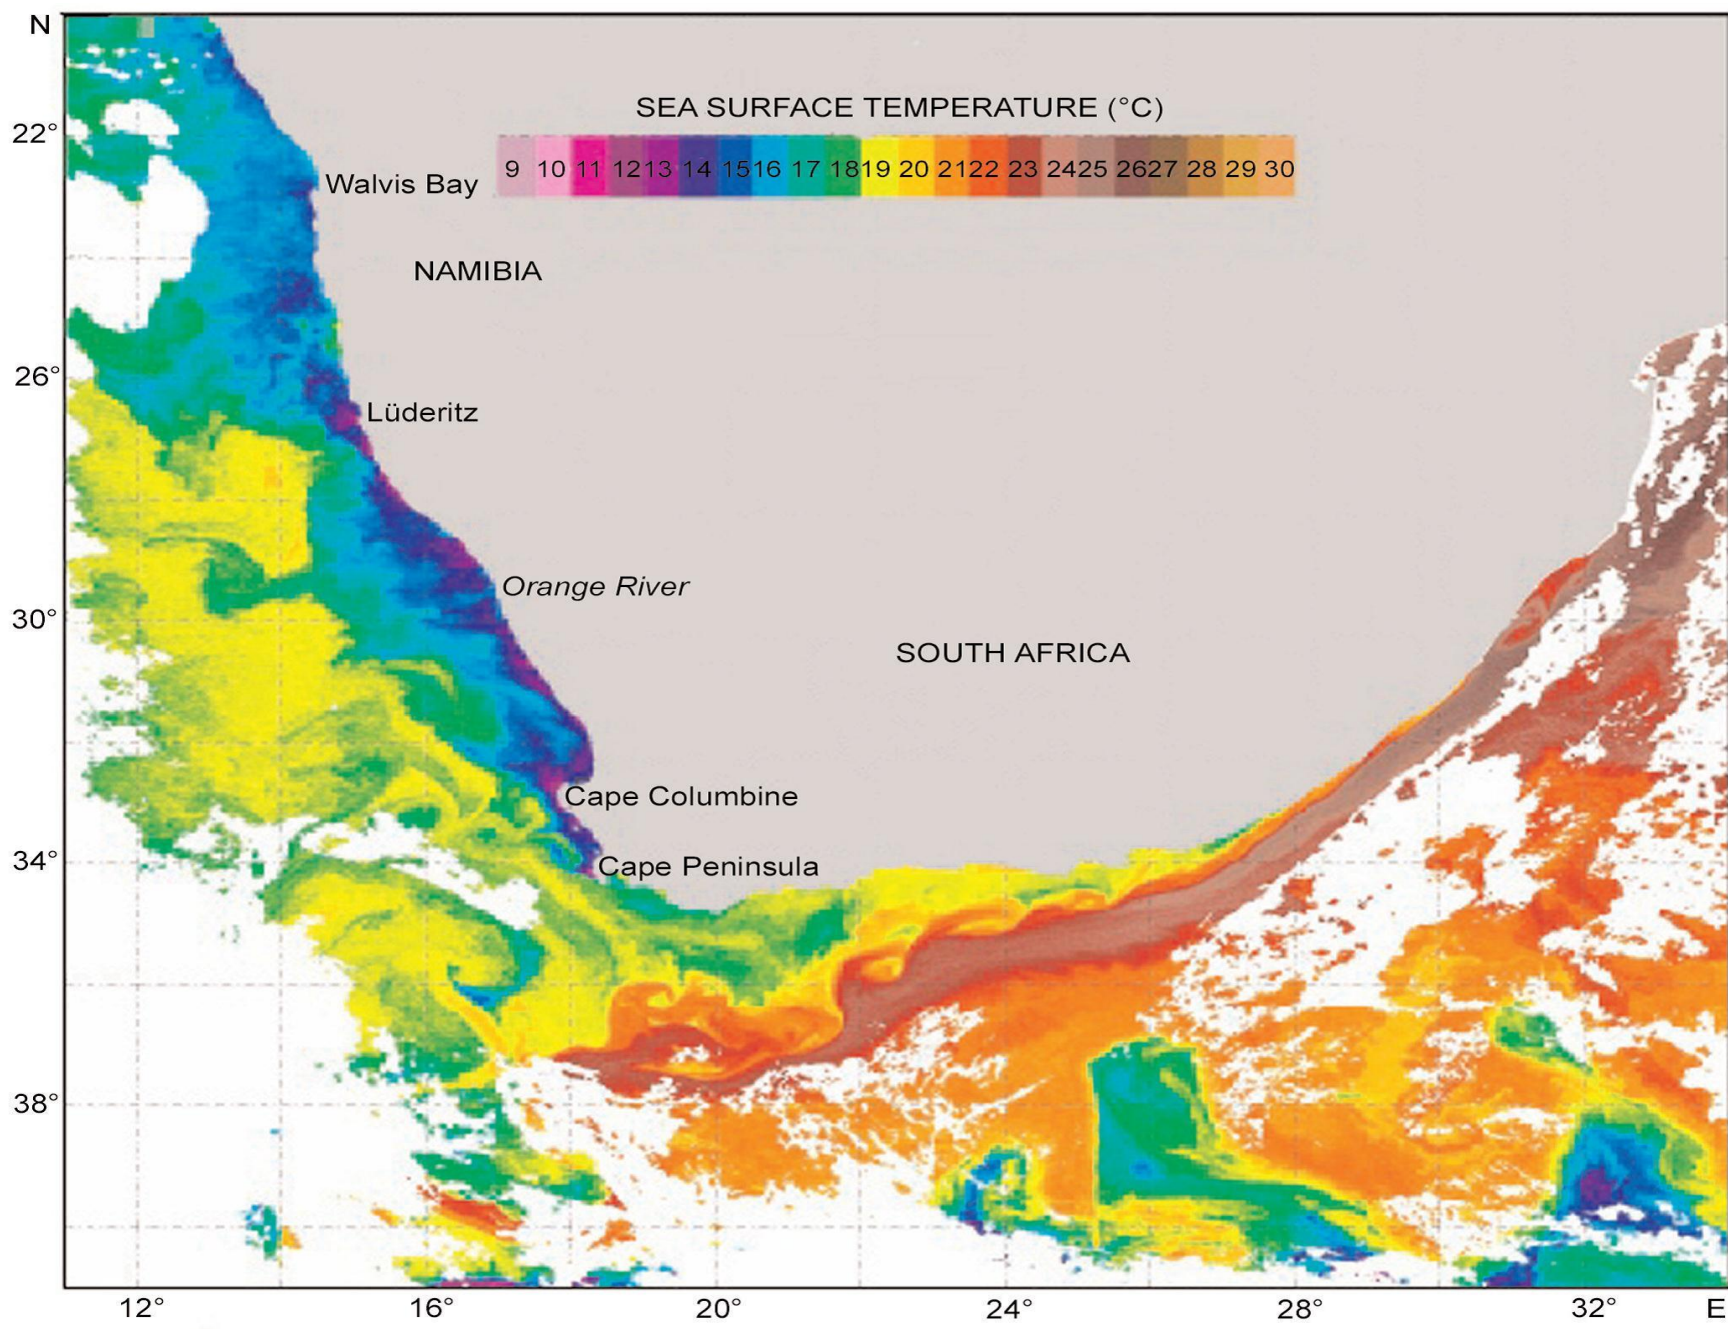 N
SEA SURFACE TEMPERATURE (°C)
22°
9 10 11 12 13 14 15 16 17 18 19 20 21 22 23 24 25 26 27 28 29 30
Walvis Bay
NAMIBIA
26°
Lüderitz
Orange River
30°
SOUTH AFRICA
Cape Columbine
34°
Cape Peninsula
38°
12° 16° 20° 24° 28° 32° E